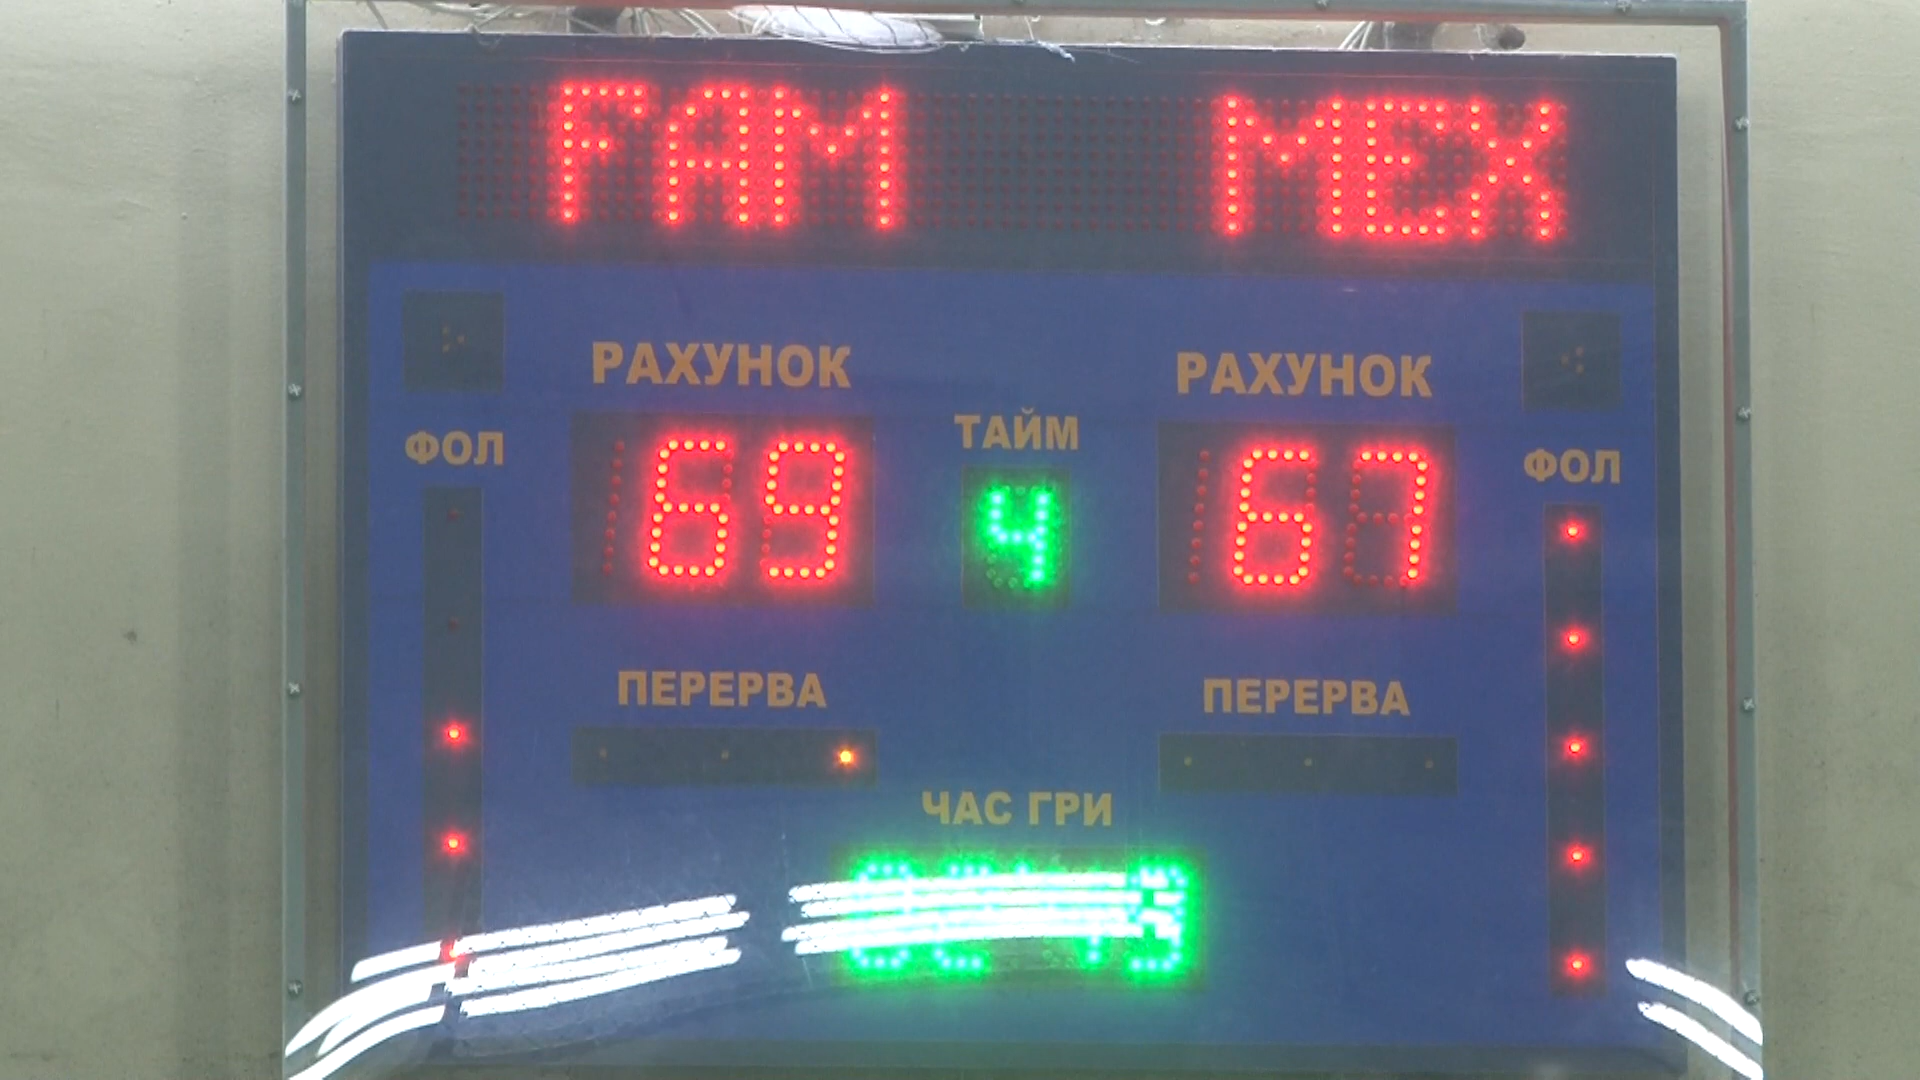 FAM MEX
РАХУНОК РАХУНОК
ТАЙМ
ФОЛ ФОЛ
69 4 67
ПЕРЕРВА ПЕРЕРВА
ЧАС ГРИ